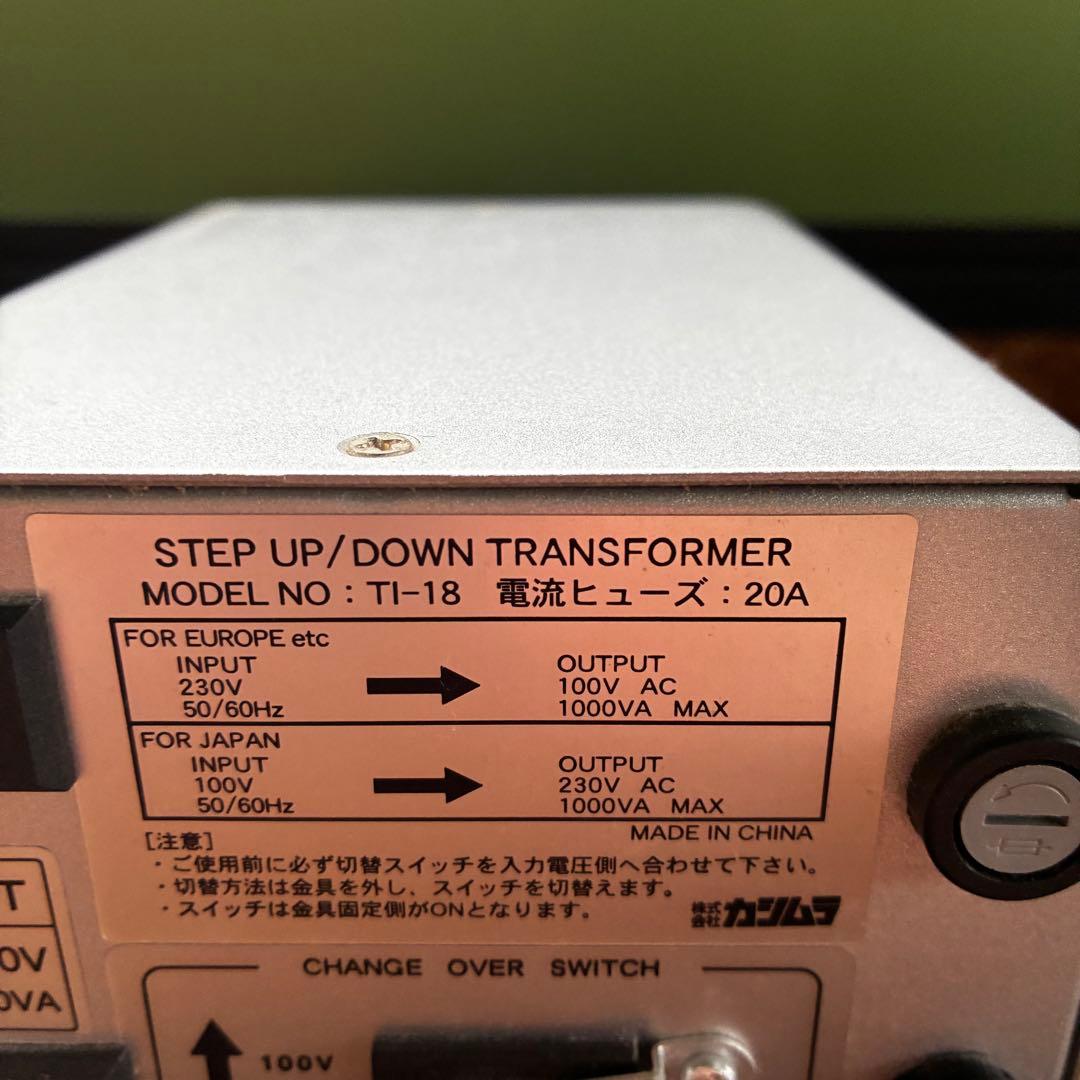 STEP UP/DOWN TRANSFORMER
MODEL NO : TI-18 電流ヒューズ : 20A
FOR EUROPE etc
INPUT OUTPUT
230V 100V AC
50/60Hz 1000VA MAX
FOR JAPAN
INPUT OUTPUT
100V 230V AC
50/60Hz 1000VA MAX
MADE IN CHINA
[注意]
・ご使用前に必ず切替スイッチを入力電圧側へ合わせて下さい。
・切替方法は金具を外し、スイッチを切替えます。
・スイッチは金具固定側がONとなります。
株式会社 カシムラ
T
0V
0VA
CHANGE OVER SWITCH
100V